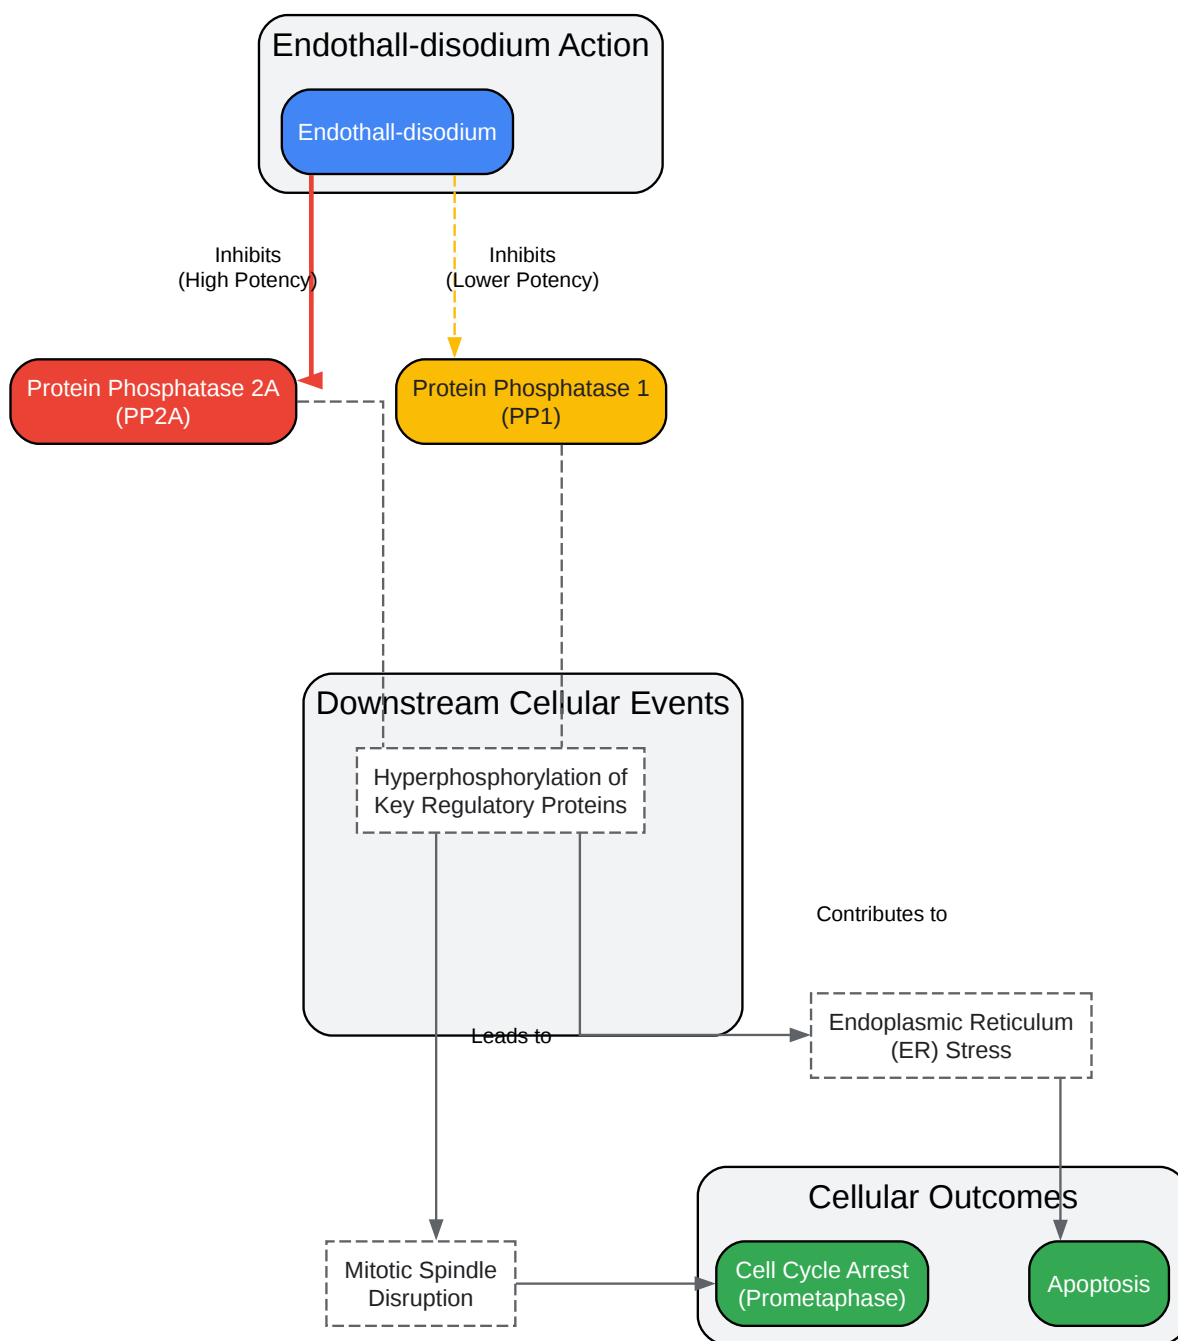 Endothall-disodium Action
Endothall-disodium
Inhibits
(High Potency)
Inhibits
(Lower Potency)
Protein Phosphatase 2A
(PP2A)
Protein Phosphatase 1
(PP1)
Downstream Cellular Events
Hyperphosphorylation of
Key Regulatory Proteins
Contributes to
Leads to
Endoplasmic Reticulum
(ER) Stress
Cellular Outcomes
Mitotic Spindle
Disruption
Cell Cycle Arrest
(Prometaphase)
Apoptosis